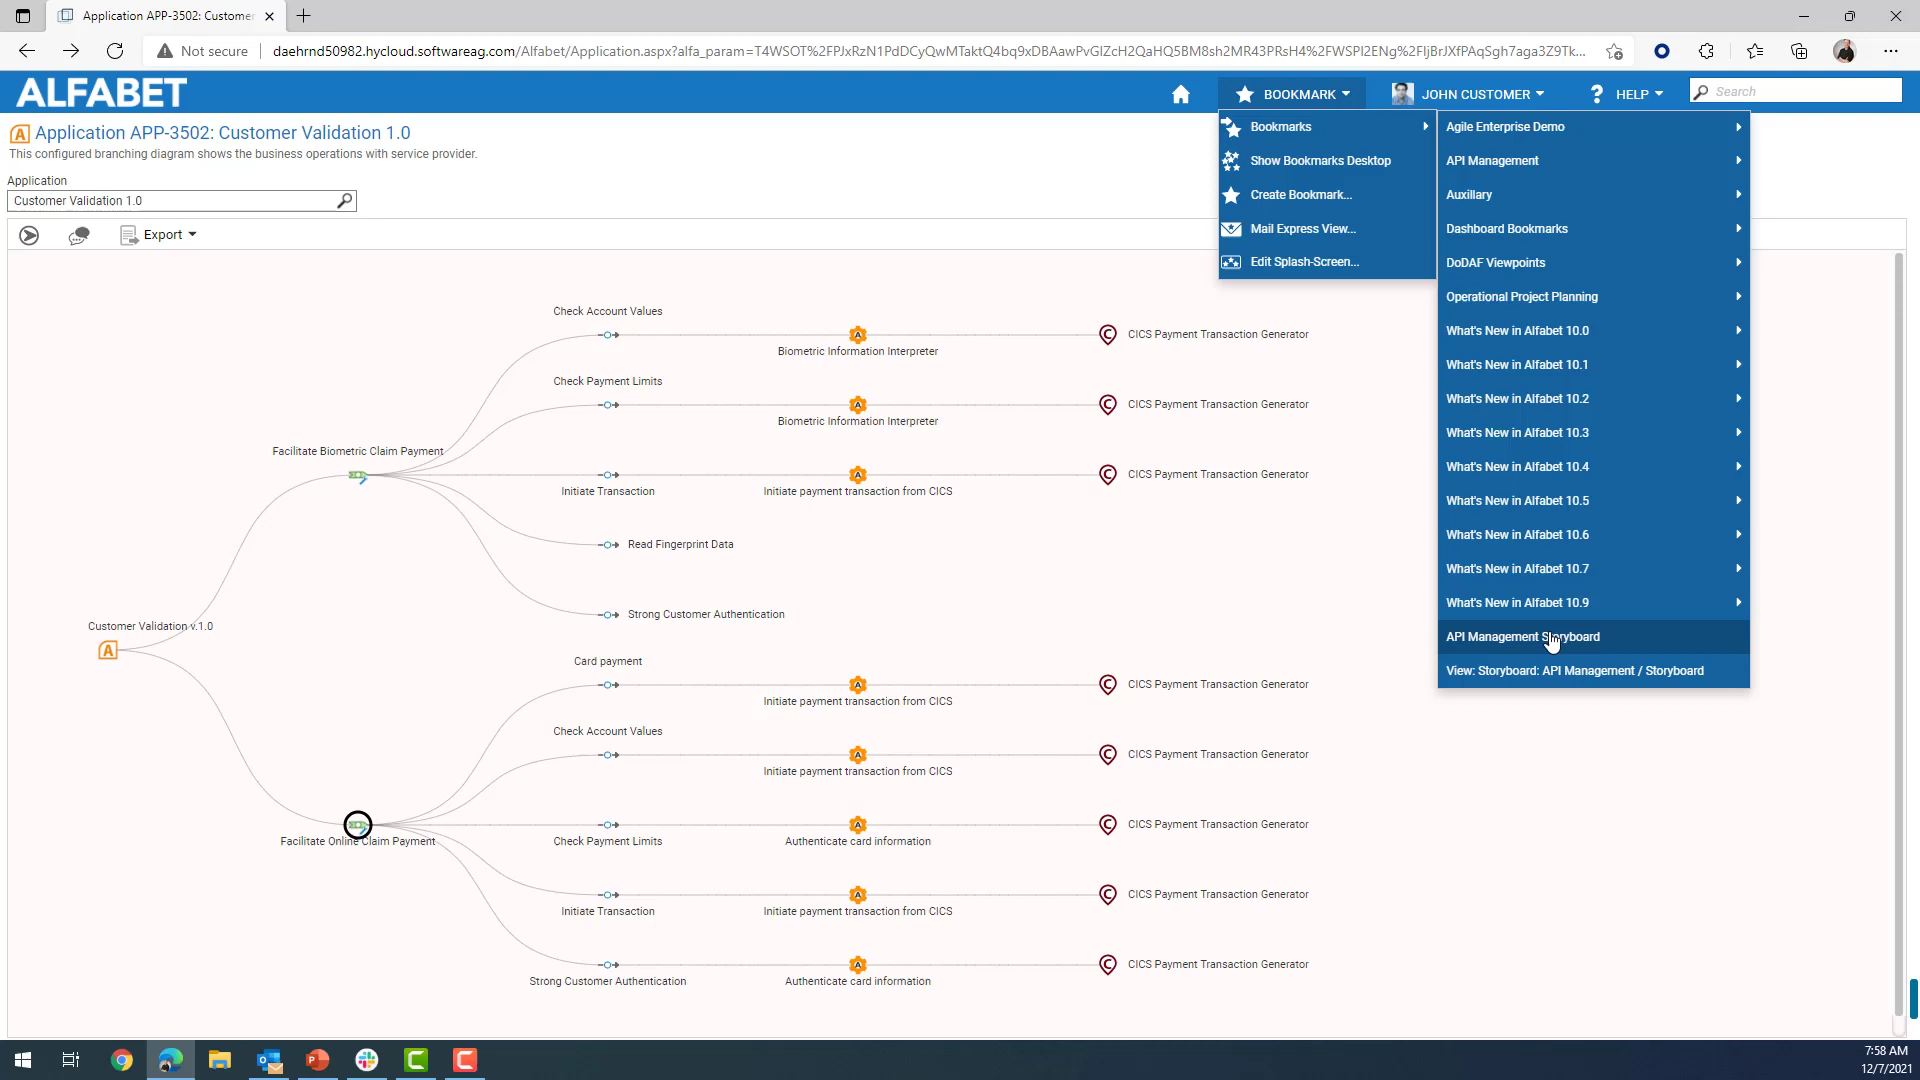 Application APP-3502: Customer
Not secure
daehrnd50982.hycloud.softwareag.com/Alfabet/Application.aspx?alfa_param=T4WSOT%2FPJxRzN1PdDCyQwMTaktQ4bq9xDBAawPvGlZcH2QaHQ5BM8sh2MR43PRsH4%2FWSPI2ENg%2FIjBrJXfPAqSgh7aga3Z9Tk...
ALFABET
BOOKMARK
JOHN CUSTOMER
HELP
Search
Application APP-3502: Customer Validation 1.0
This configured branching diagram shows the business operations with service provider.
Application
Customer Validation 1.0
Export
Bookmarks
Show Bookmarks Desktop
Create Bookmark...
Mail Express View...
Edit Splash-Screen...
Agile Enterprise Demo
API Management
Auxillary
Dashboard Bookmarks
DoDAF Viewpoints
Operational Project Planning
What's New in Alfabet 10.0
What's New in Alfabet 10.1
What's New in Alfabet 10.2
What's New in Alfabet 10.3
What's New in Alfabet 10.4
What's New in Alfabet 10.5
What's New in Alfabet 10.6
What's New in Alfabet 10.7
What's New in Alfabet 10.9
API Management Storyboard
View: Storyboard: API Management / Storyboard
Check Account Values
CICS Payment Transaction Generator
Biometric Information Interpreter
Check Payment Limits
CICS Payment Transaction Generator
Biometric Information Interpreter
Facilitate Biometric Claim Payment
CICS Payment Transaction Generator
Initiate Transaction
Initiate payment transaction from CICS
Read Fingerprint Data
Strong Customer Authentication
Customer Validation v.1.0
Card payment
CICS Payment Transaction Generator
Initiate payment transaction from CICS
Check Account Values
CICS Payment Transaction Generator
Initiate payment transaction from CICS
CICS Payment Transaction Generator
Facilitate Online Claim Payment
Check Payment Limits
Authenticate card information
CICS Payment Transaction Generator
Initiate Transaction
Initiate payment transaction from CICS
CICS Payment Transaction Generator
Strong Customer Authentication
Authenticate card information
7:58 AM
12/7/2021